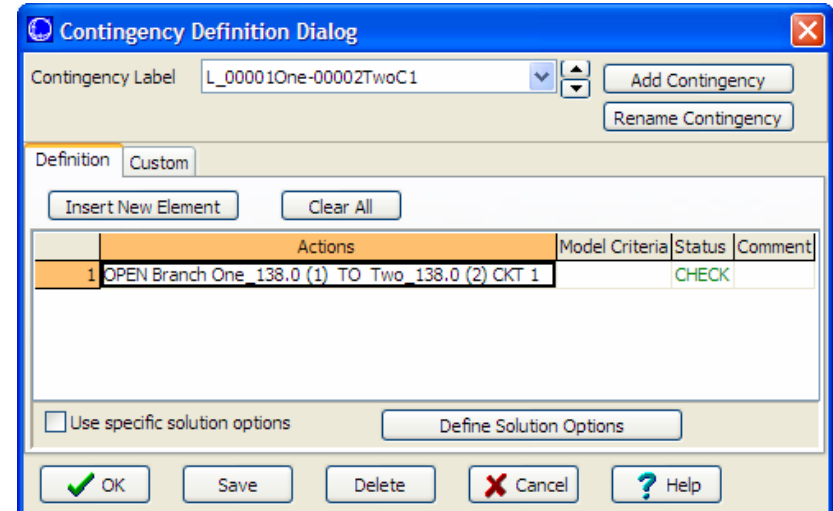 Contingency Definition Dialog
Contingency Label L_00001One-00002TwoC1 Add Contingency
Rename Contingency
Definition Custom
Insert New Element Clear All
Actions Model Criteria Status Comment
1 OPEN Branch One_138.0 (1) TO Two_138.0 (2) CKT 1 CHECK
Use specific solution options Define Solution Options
OK Save Delete Cancel ? Help